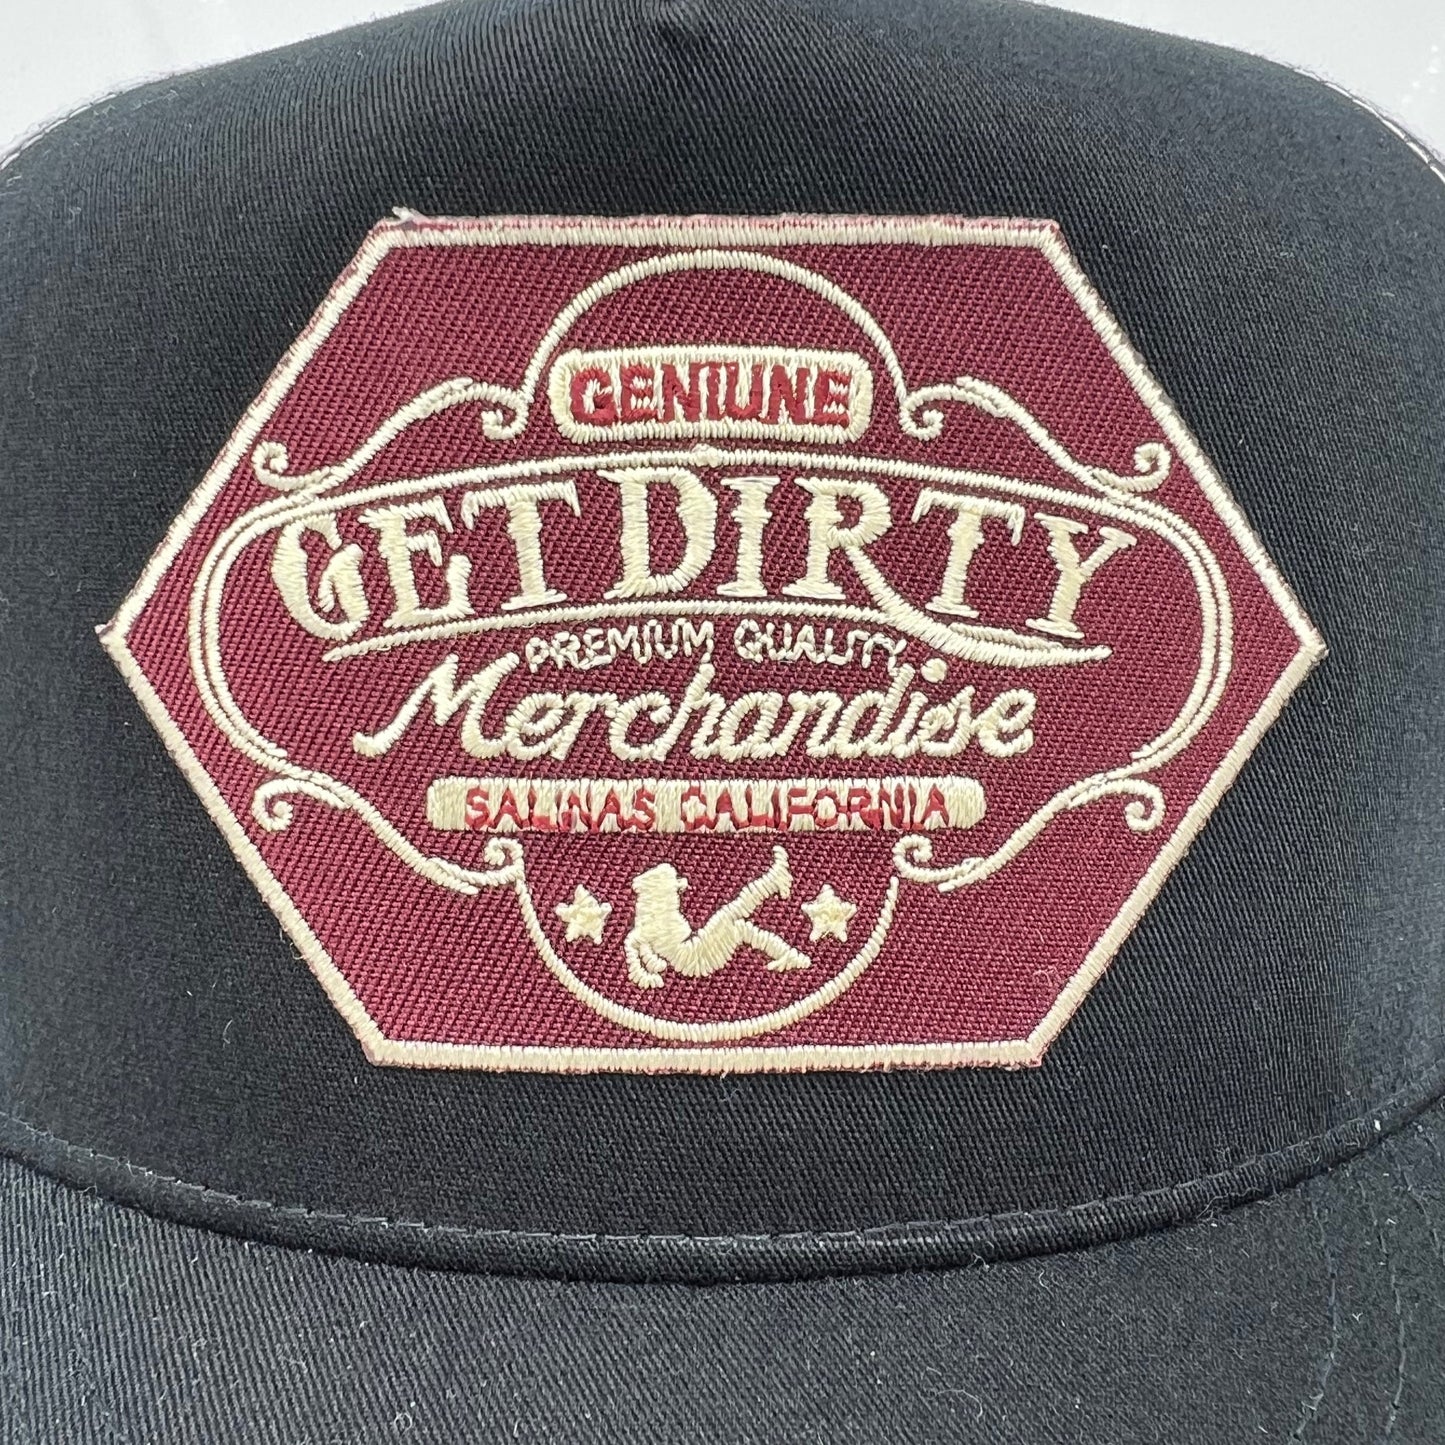 GENIUNE
GET DIRTY
PREMIUM QUALITY
Merchandise
SALINAS CALIFORNIA